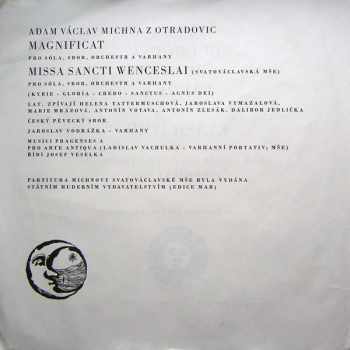 ADAM VÁCLAV MICHNA Z OTRADOVIC
MAGNIFICAT
PRO SÓLA, SBOR, ORCHESTR A VARHANY
MISSA SANCTI WENCESLAI (SVATOVÁCLAVSKÁ MŠE)
PRO SÓLA, SBOR, ORCHESTR A VARHANY
(KYRIE - GLORIA - CREDO - SANCTUS - AGNUS DEI)
LAT. ZPÍVAJÍ HELENA TATTERMUSCHOVÁ, JAROSLAVA VYMAZALOVÁ,
MARIE MRÁZOVÁ, ANTONÍN VOTAVA, ANTONÍN ZLESÁK, DALIBOR JEDLIČKA
ČESKÝ PĚVECKÝ SBOR
JAROSLAV VODRÁŽKA - VARHANY
MUSICI PRAGENSES A
PRO ARTE ANTIQUA (LADISLAV VACHULKA - VARHANNÍ PORTATIV; MŠE)
ŘÍDÍ JOSEF VESELKA
PARTITURA MICHNOVY SVATOVÁCLAVSKÉ MŠE BYLA VYDÁNA
STÁTNÍM HUDEBNÍM VYDAVATELSTVÍM (EDICE MAB)